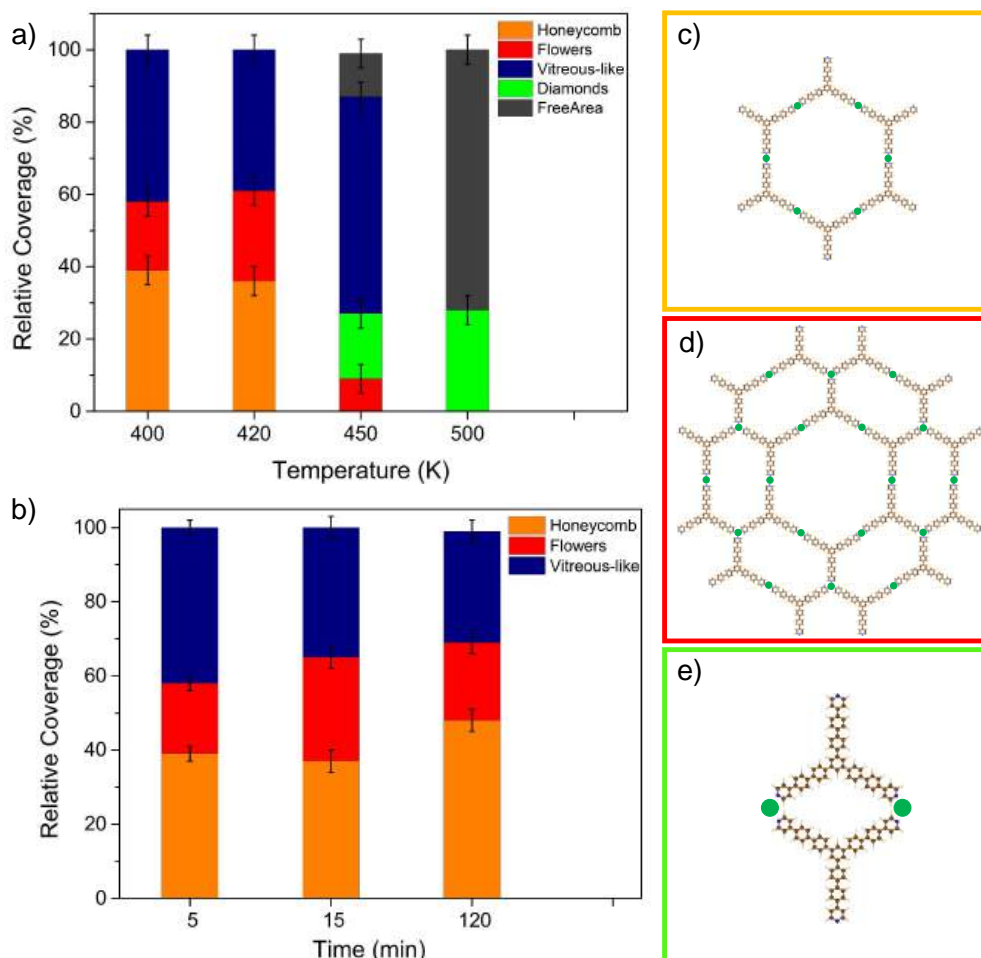 a)
Relative Coverage (%)
100
80
60
40
20
0
Honeycomb
Flowers
Vitreous-like
Diamonds
FreeArea
400 420 450 500
Temperature (K)
b)
Relative Coverage (%)
100
80
60
40
20
0
Honeycomb
Flowers
Vitreous-like
5 15 120
Time (min)
c)
d)
e)